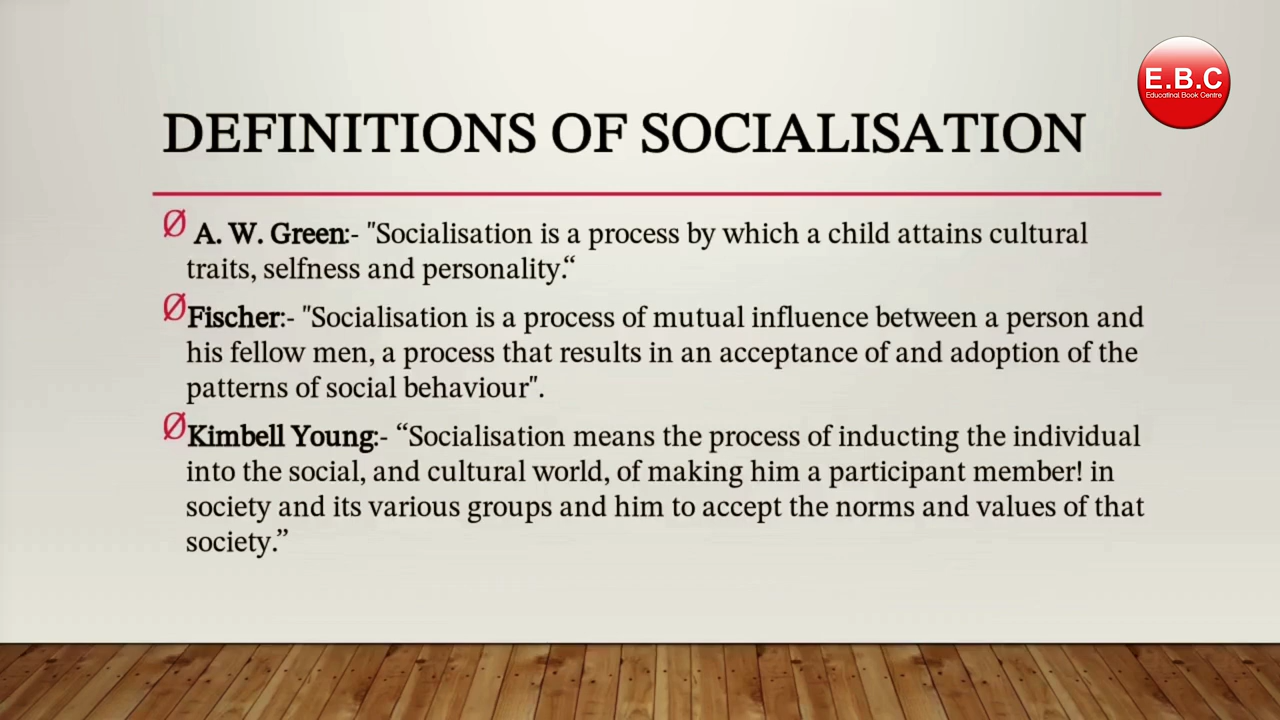 E.B.C
Educatinal Book Centre
DEFINITIONS OF SOCIALISATION
Ø A. W. Green:- "Socialisation is a process by which a child attains cultural
traits, selfness and personality.“
ØFischer:- "Socialisation is a process of mutual influence between a person and
his fellow men, a process that results in an acceptance of and adoption of the
patterns of social behaviour".
ØKimbell Young:- “Socialisation means the process of inducting the individual
into the social, and cultural world, of making him a participant member! in
society and its various groups and him to accept the norms and values of that
society.”